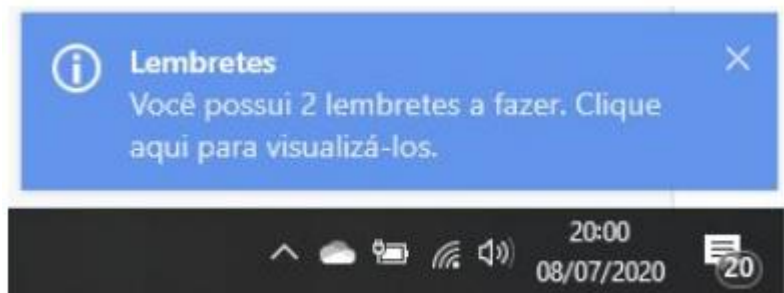 Lembretes
Você possui 2 lembretes a fazer. Clique
aqui para visualizá-los.
20:00
08/07/2020
20